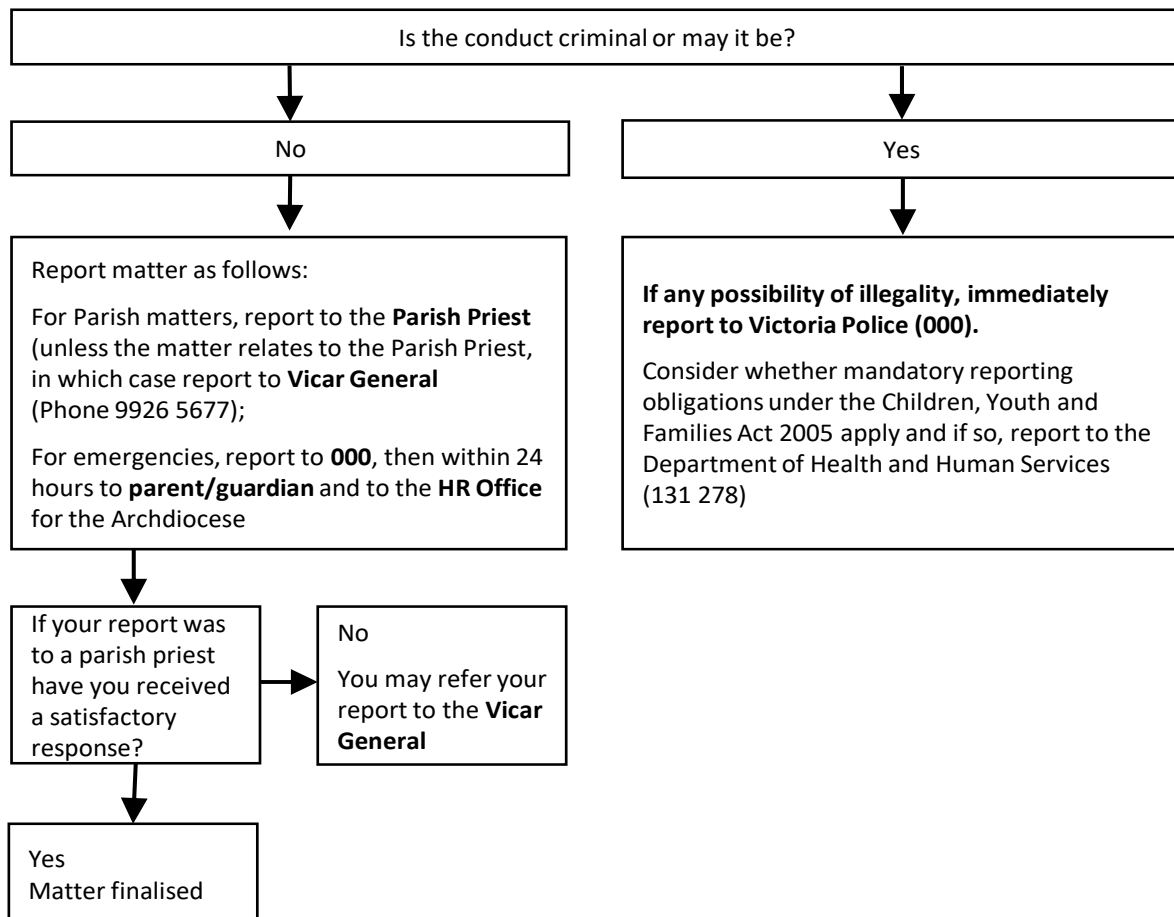 Is the conduct criminal or may it be?
No
Yes
Report matter as follows:
For Parish matters, report to the Parish Priest
(unless the matter relates to the Parish Priest,
in which case report to Vicar General
(Phone 9926 5677);
For emergencies, report to 000, then within 24
hours to parent/guardian and to the HR Office
for the Archdiocese
If any possibility of illegality, immediately
report to Victoria Police (000).
Consider whether mandatory reporting
obligations under the Children, Youth and
Families Act 2005 apply and if so, report to the
Department of Health and Human Services
(131 278)
If your report was
to a parish priest
have you received
a satisfactory
response?
No
You may refer your
report to the Vicar
General
Yes
Matter finalised